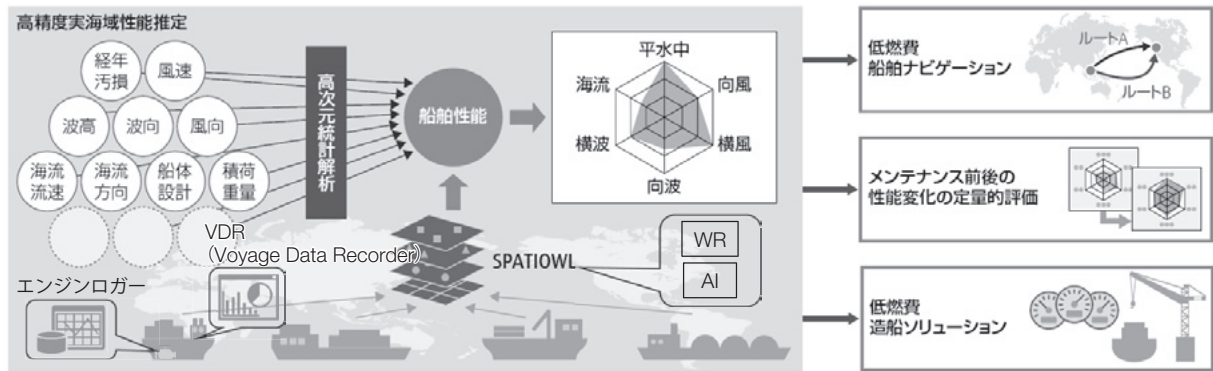 高精度実海域性能推定
経年
汚損
風速
波高
波向
風向
海流
流速
海流
方向
船体
設計
積荷
重量
高次元統計解析
船舶性能
平水中
向風
横風
向波
横波
海流
VDR
（Voyage Data Recorder）
エンジンロガー
SPATIOWL
WR
AI
低燃費
船舶ナビゲーション
ルートA
ルートB
メンテナンス前後の
性能変化の定量的評価
低燃費
造船ソリューション